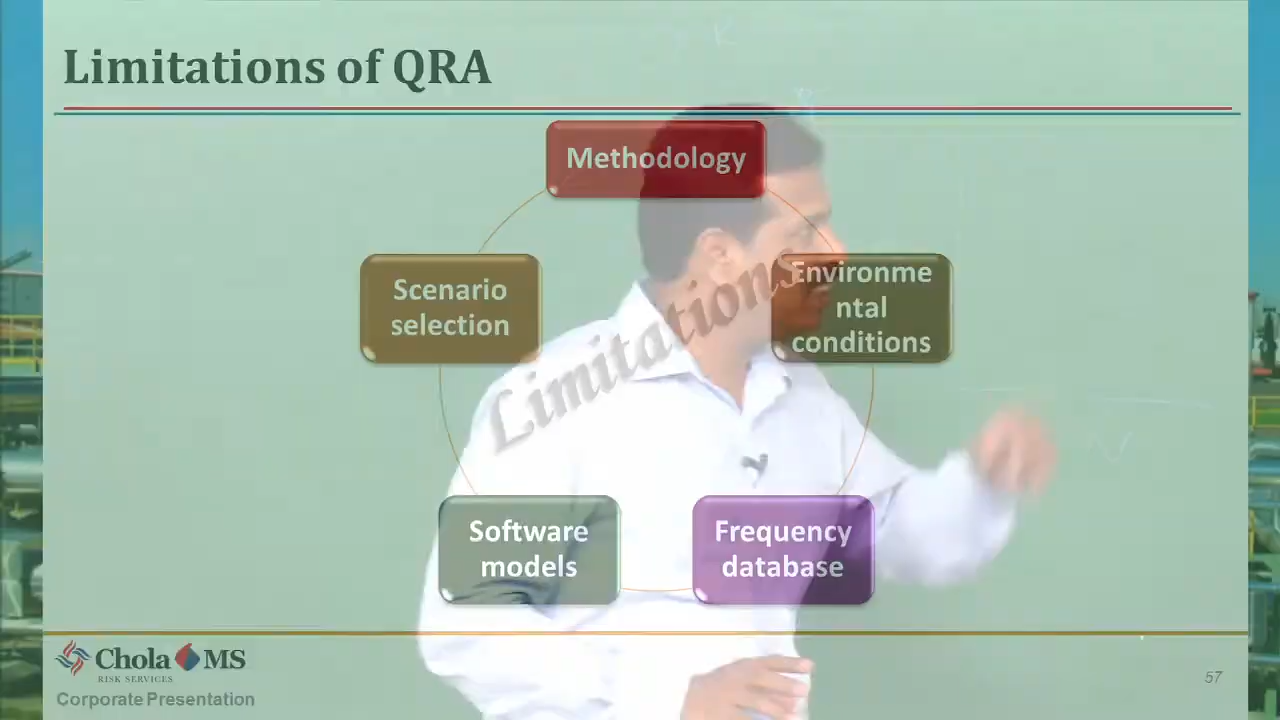 Limitations of QRA
Methodology
Environme
ntal
conditions
Scenario
selection
Limitations
Software
models
Frequency
database
Chola MS
RISK SERVICES
Corporate Presentation
57